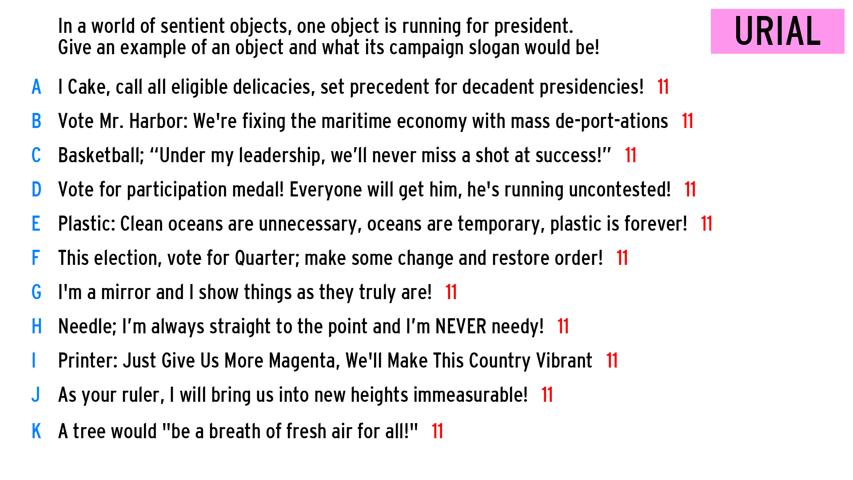 In a world of sentient objects, one object is running for president.
Give an example of an object and what its campaign slogan would be!
URIAL
A I Cake, call all eligible delicacies, set precedent for decadent presidencies! 11
B Vote Mr. Harbor: We're fixing the maritime economy with mass de-port-ations 11
C Basketball; “Under my leadership, we’ll never miss a shot at success!” 11
D Vote for participation medal! Everyone will get him, he's running uncontested! 11
E Plastic: Clean oceans are unnecessary, oceans are temporary, plastic is forever! 11
F This election, vote for Quarter; make some change and restore order! 11
G I'm a mirror and I show things as they truly are! 11
H Needle; I’m always straight to the point and I’m NEVER needy! 11
I Printer: Just Give Us More Magenta, We'll Make This Country Vibrant 11
J As your ruler, I will bring us into new heights immeasurable! 11
K A tree would "be a breath of fresh air for all!" 11